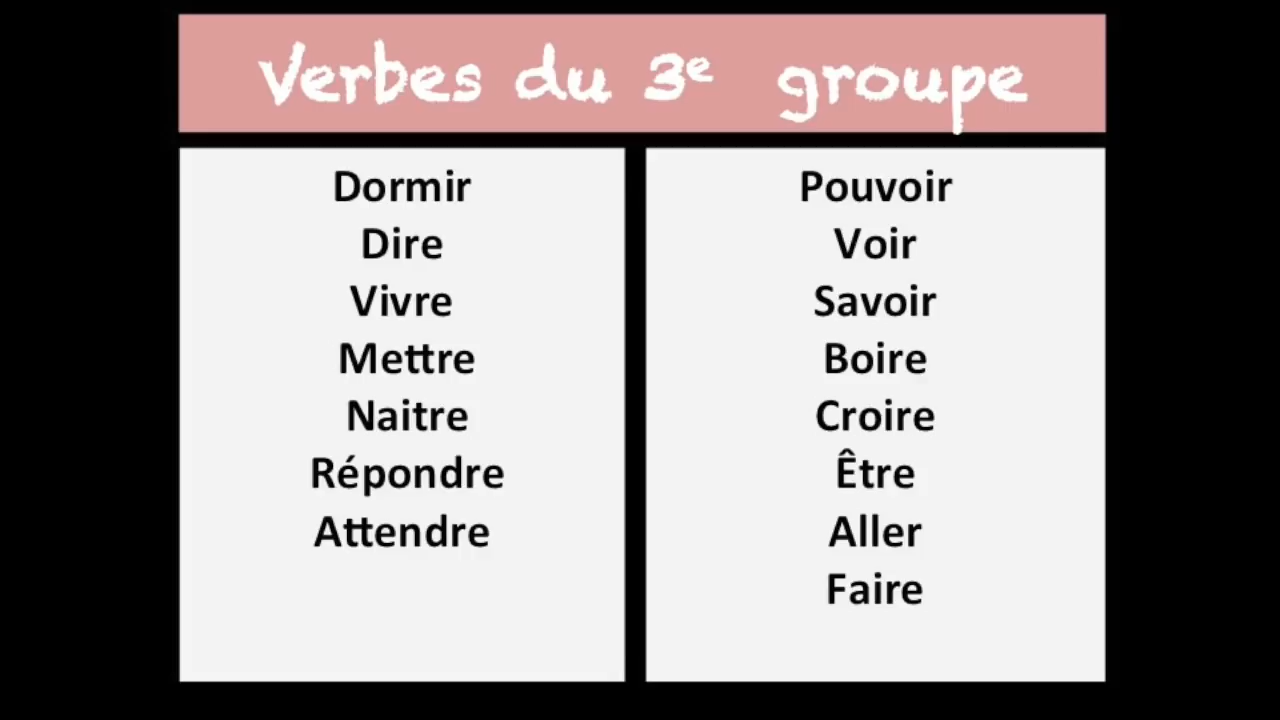 Verbes du 3e groupe
Dormir
Dire
Vivre
Mettre
Naitre
Répondre
Attendre
Pouvoir
Voir
Savoir
Boire
Croire
Être
Aller
Faire